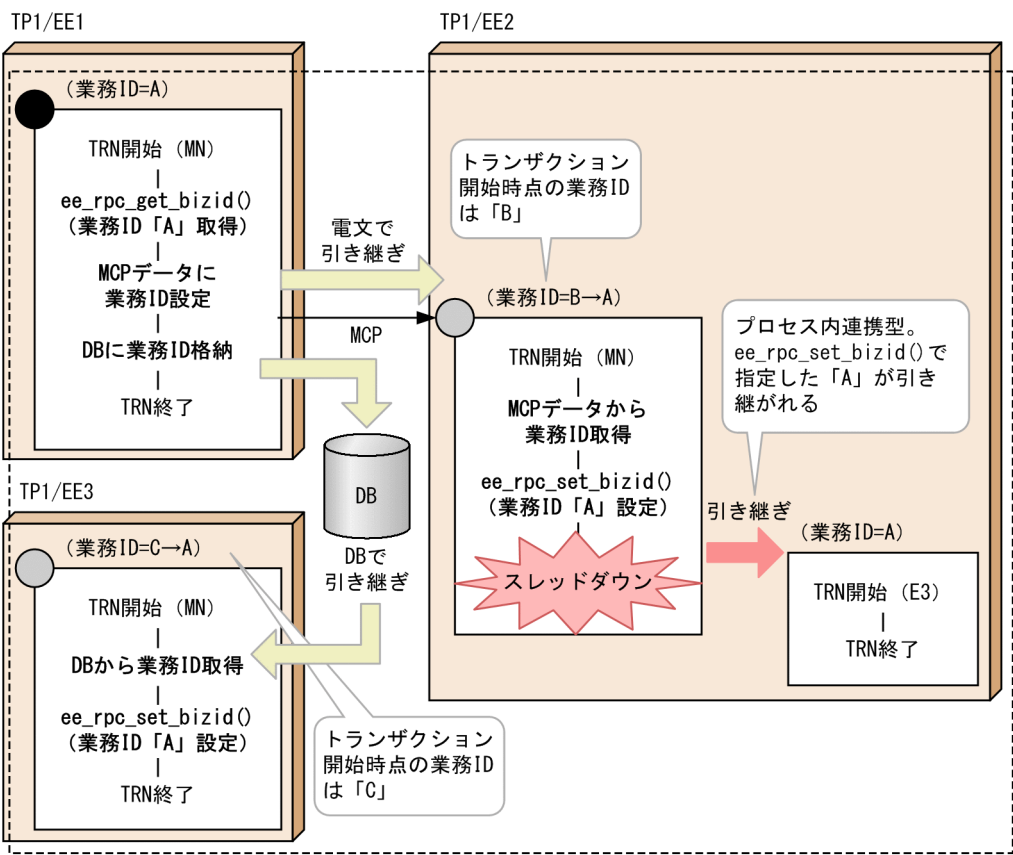 TP1/EE1
(業務ID=A)
TRN開始 (MN)
ee_rpc_get_bizid()
(業務ID「A」取得)
MCPデータに
業務ID設定
DBに業務ID格納
TRN終了
電文で
引き継ぎ
MCP
DB
DBで
引き継ぎ
TP1/EE2
トランザクション
開始時点の業務ID
は「B」
(業務ID=B→A)
TRN開始 (MN)
MCPデータから
業務ID取得
ee_rpc_set_bizid()
(業務ID「A」設定)
スレッドダウン
プロセス内連携型。
ee_rpc_set_bizid()で
指定した「A」が引き
継がれる
引き継ぎ
(業務ID=A)
TRN開始 (E3)
TRN終了
TP1/EE3
(業務ID=C→A)
TRN開始 (MN)
DBから業務ID取得
ee_rpc_set_bizid()
(業務ID「A」設定)
TRN終了
トランザクション
開始時点の業務ID
は「C」